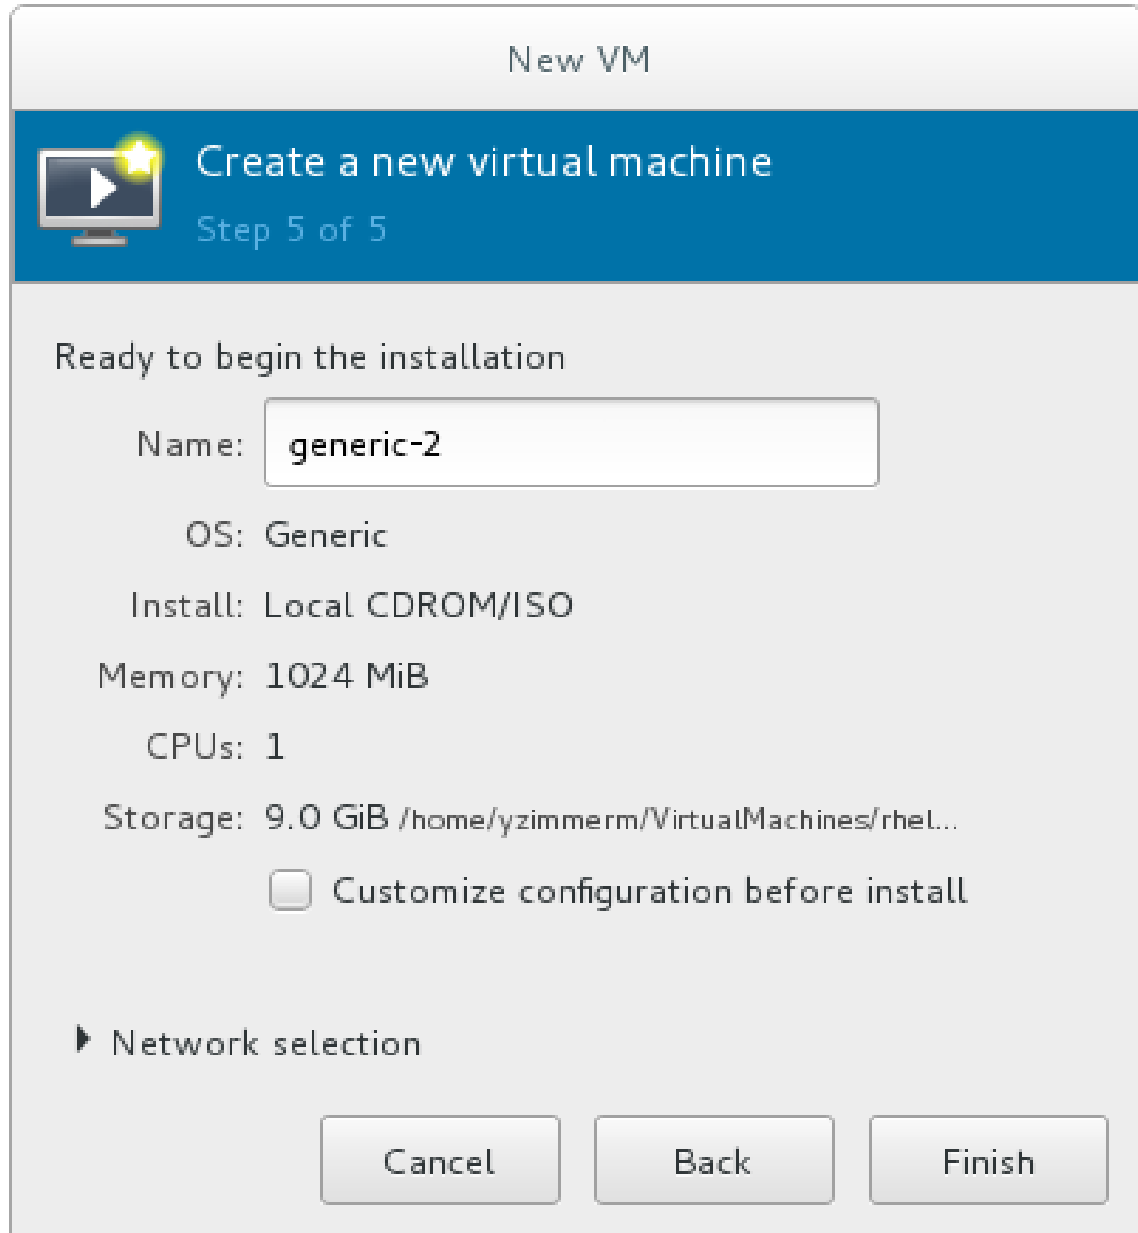 New VM
Create a new virtual machine
Step 5 of 5
Ready to begin the installation
Name: generic-2
OS: Generic
Install: Local CDROM/ISO
Memory: 1024 MiB
CPUs: 1
Storage: 9.0 GiB /home/yzimmerm/VirtualMachines/rhel...
Customize configuration before install
Network selection
Cancel Back Finish